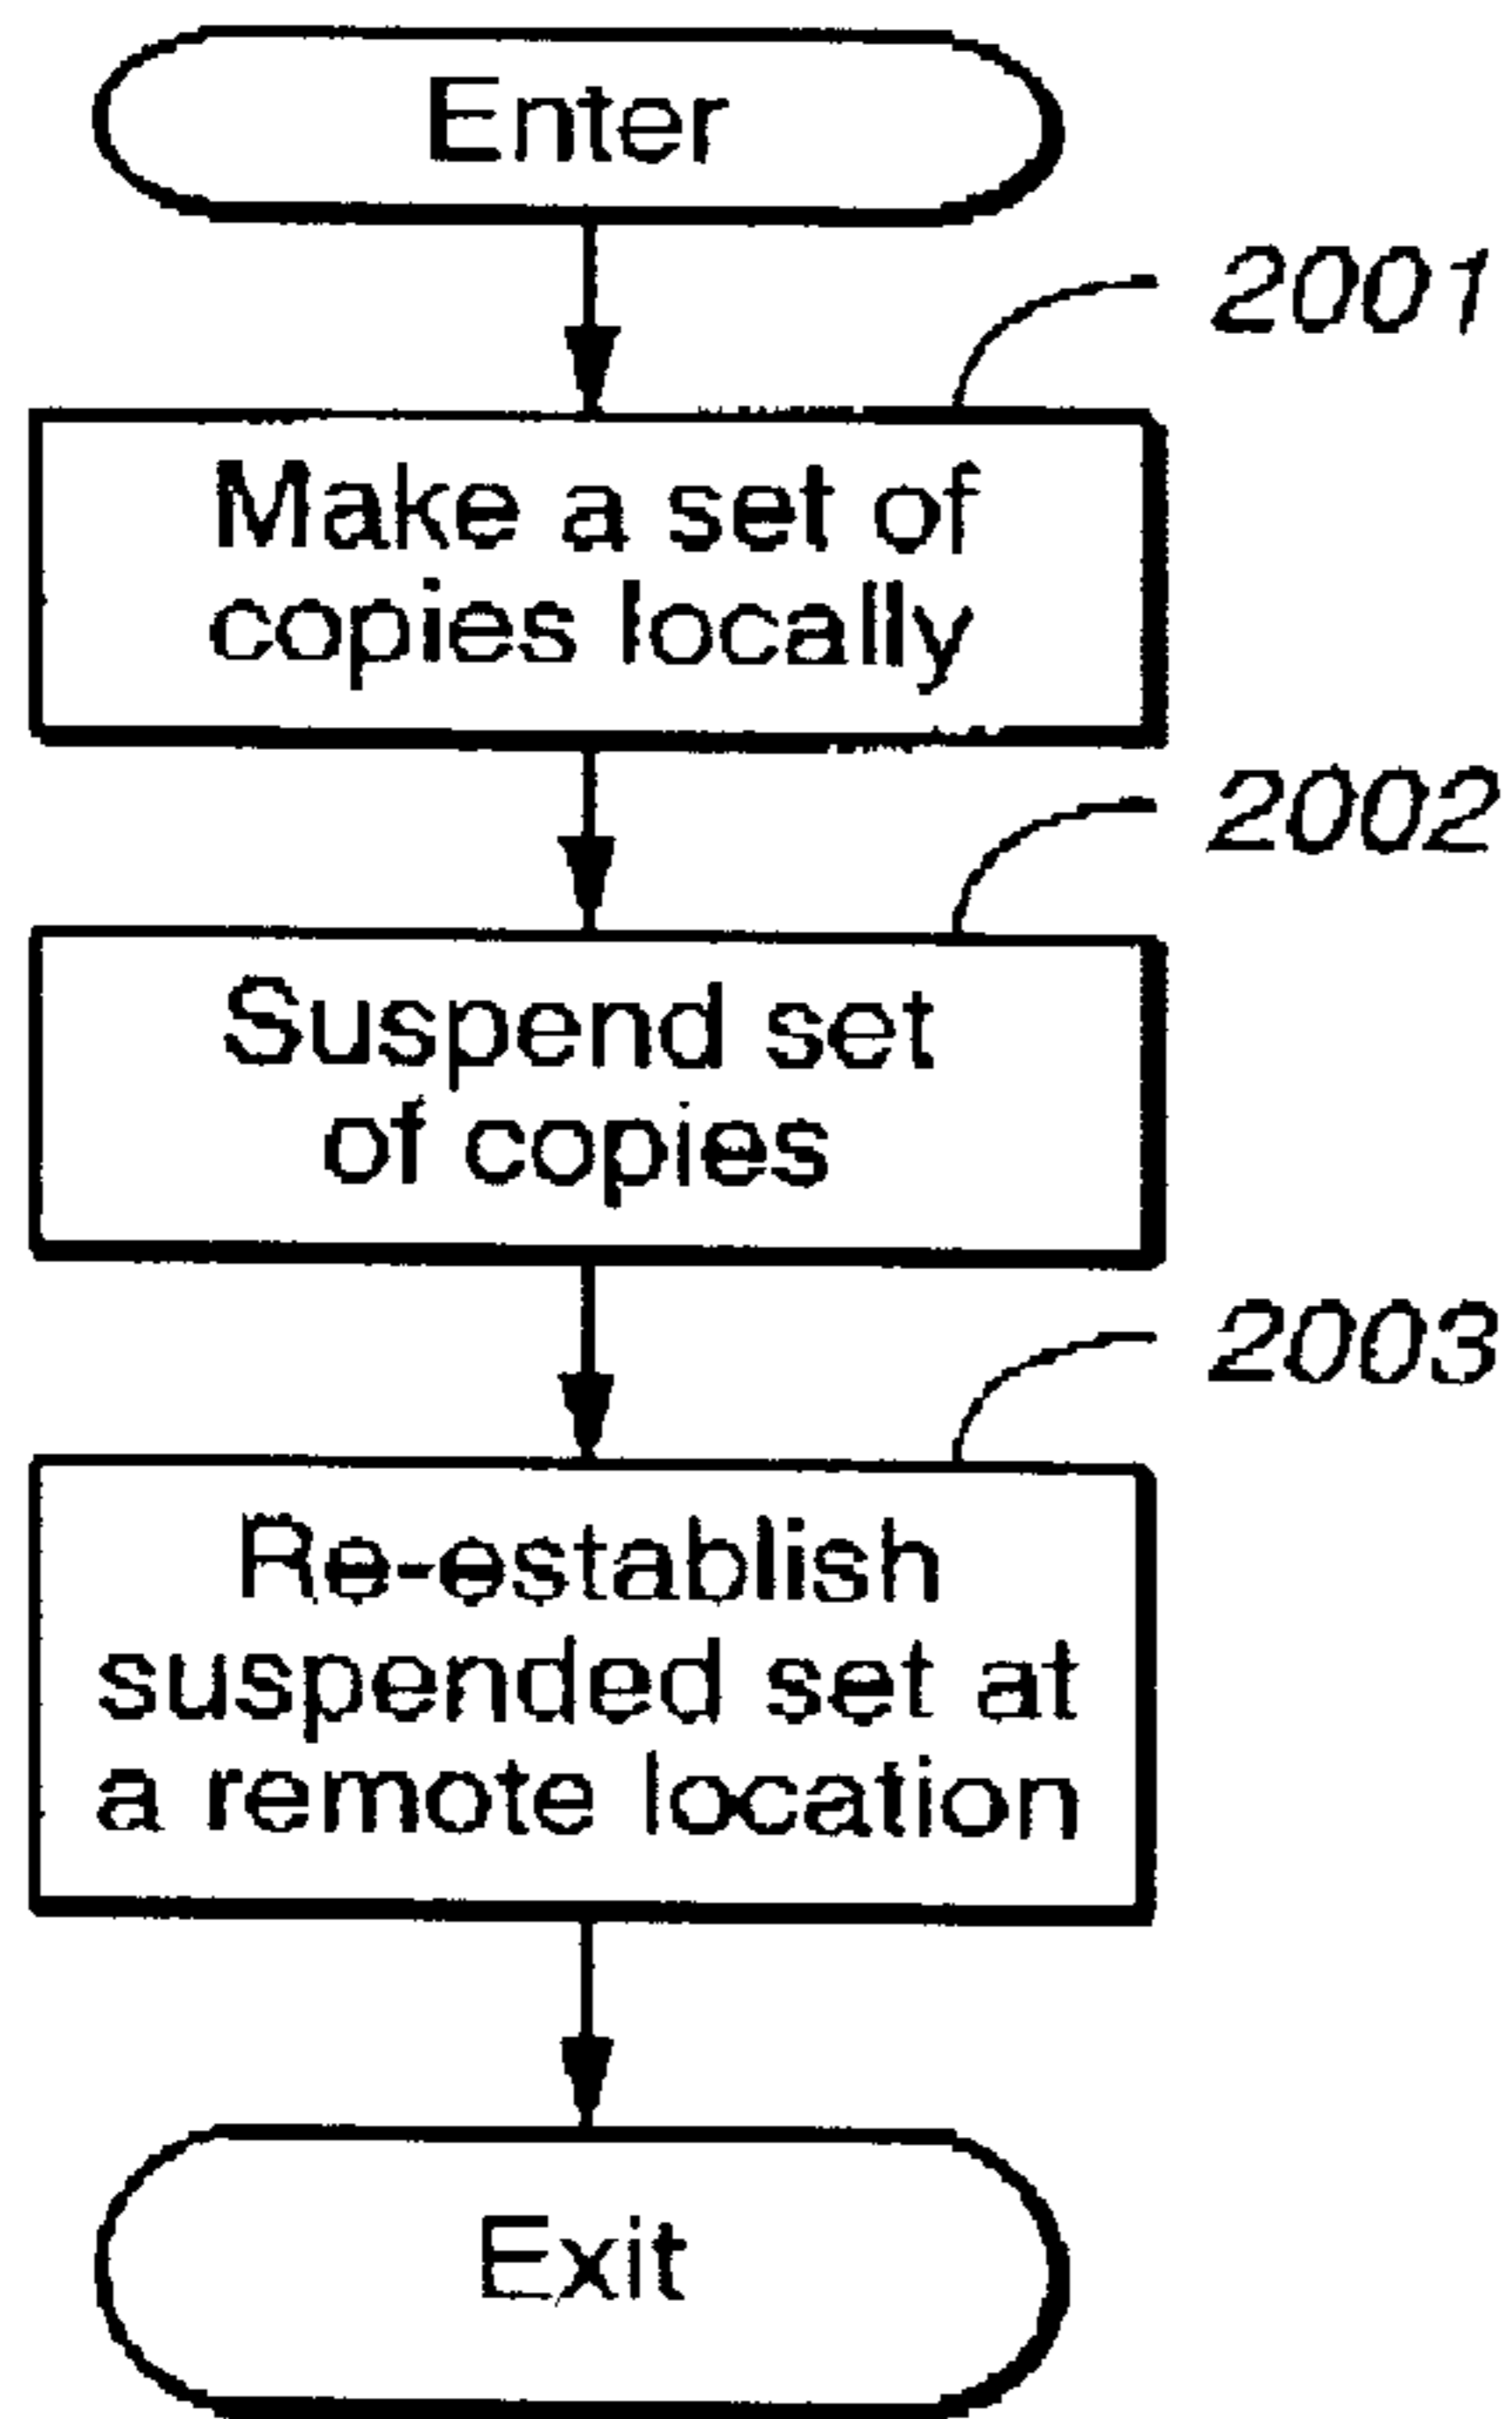 Enter
2001
Make a set of
copies locally
2002
Suspend set
of copies
2003
Re-establish
suspended set at
a remote location
Exit